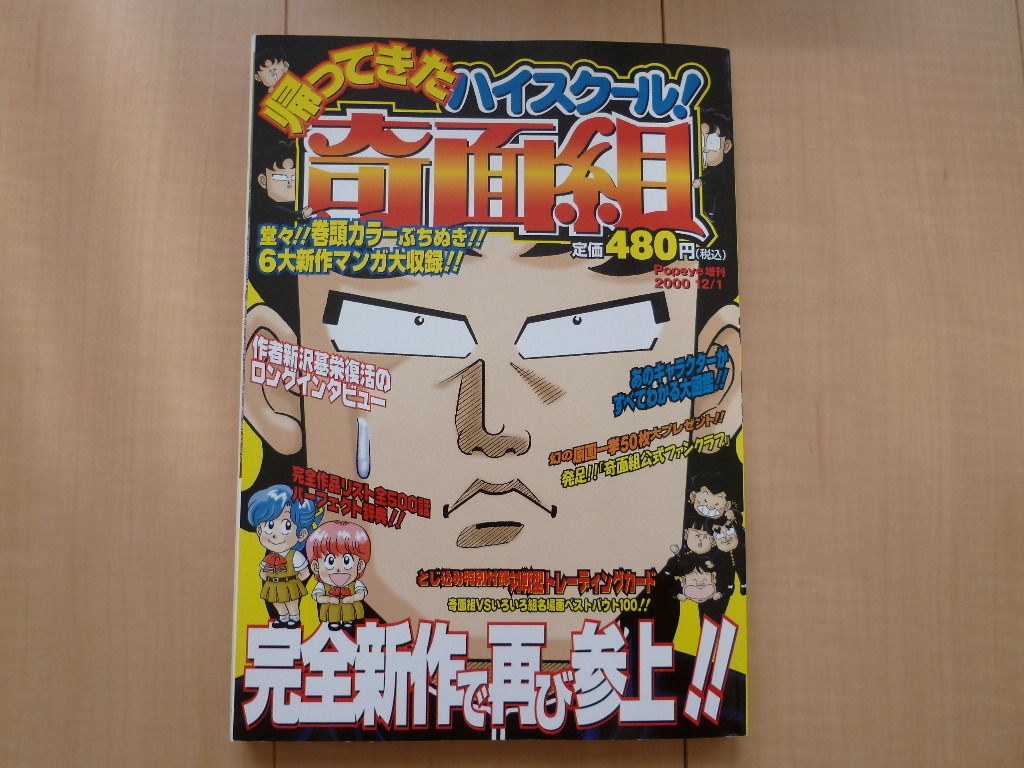 帰ってきた
ハイスクール!
奇面組
堂々!!巻頭カラーぶちぬき!!
6大新作マンガ大収録!!
定価480円(税込)
Popeye増刊
2000 12/1
作者新沢基栄復活の
ロングインタビュー
あのキャラクターが
すべてわかる大図鑑!!
幻の原画一挙50枚大プレゼント!!
発足!!「奇面組公式ファンクラブ」
完全作品リスト全500話
パーフェクト辞典!!
とじ込み特別付録 初期型トレーディングカード
奇面組VSいろいろ組名場面ベストバウト100!!
完全新作で再び参上!!